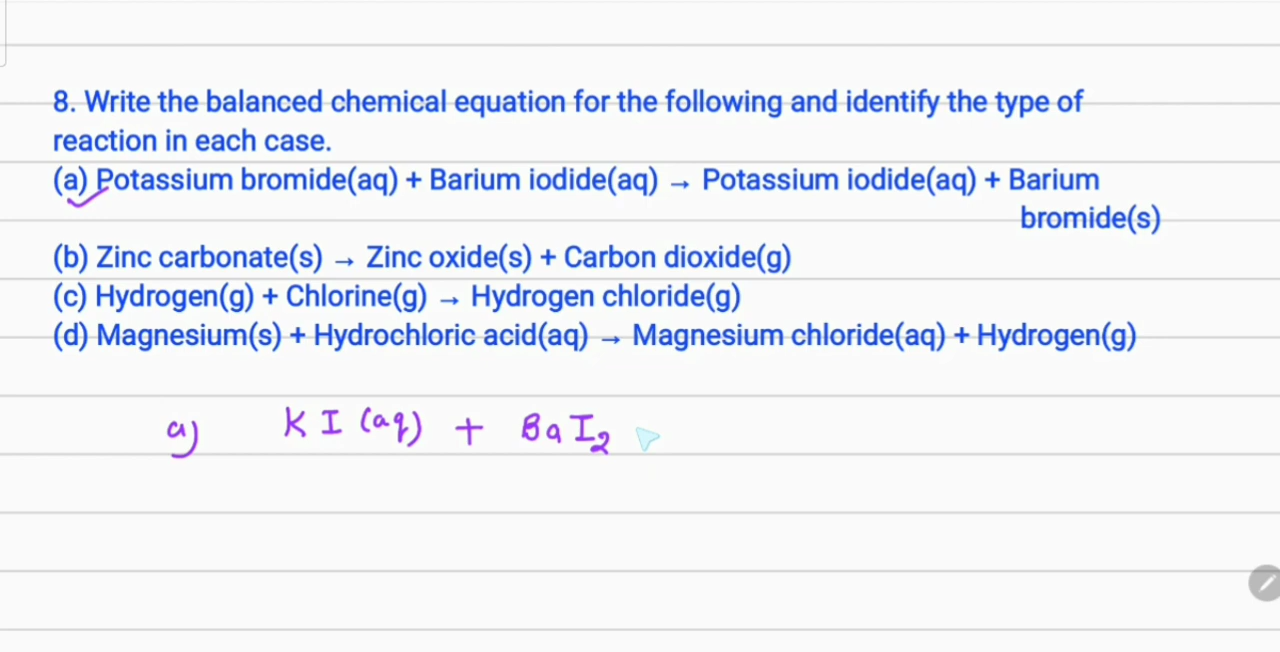 8. Write the balanced chemical equation for the following and identify the type of
reaction in each case.
(a) Potassium bromide(aq) + Barium iodide(aq) → Potassium iodide(aq) + Barium
bromide(s)
(b) Zinc carbonate(s) → Zinc oxide(s) + Carbon dioxide(g)
(c) Hydrogen(g) + Chlorine(g) → Hydrogen chloride(g)
(d) Magnesium(s) + Hydrochloric acid(aq) → Magnesium chloride(aq) + Hydrogen(g)
a) KI (aq) + BaI₂